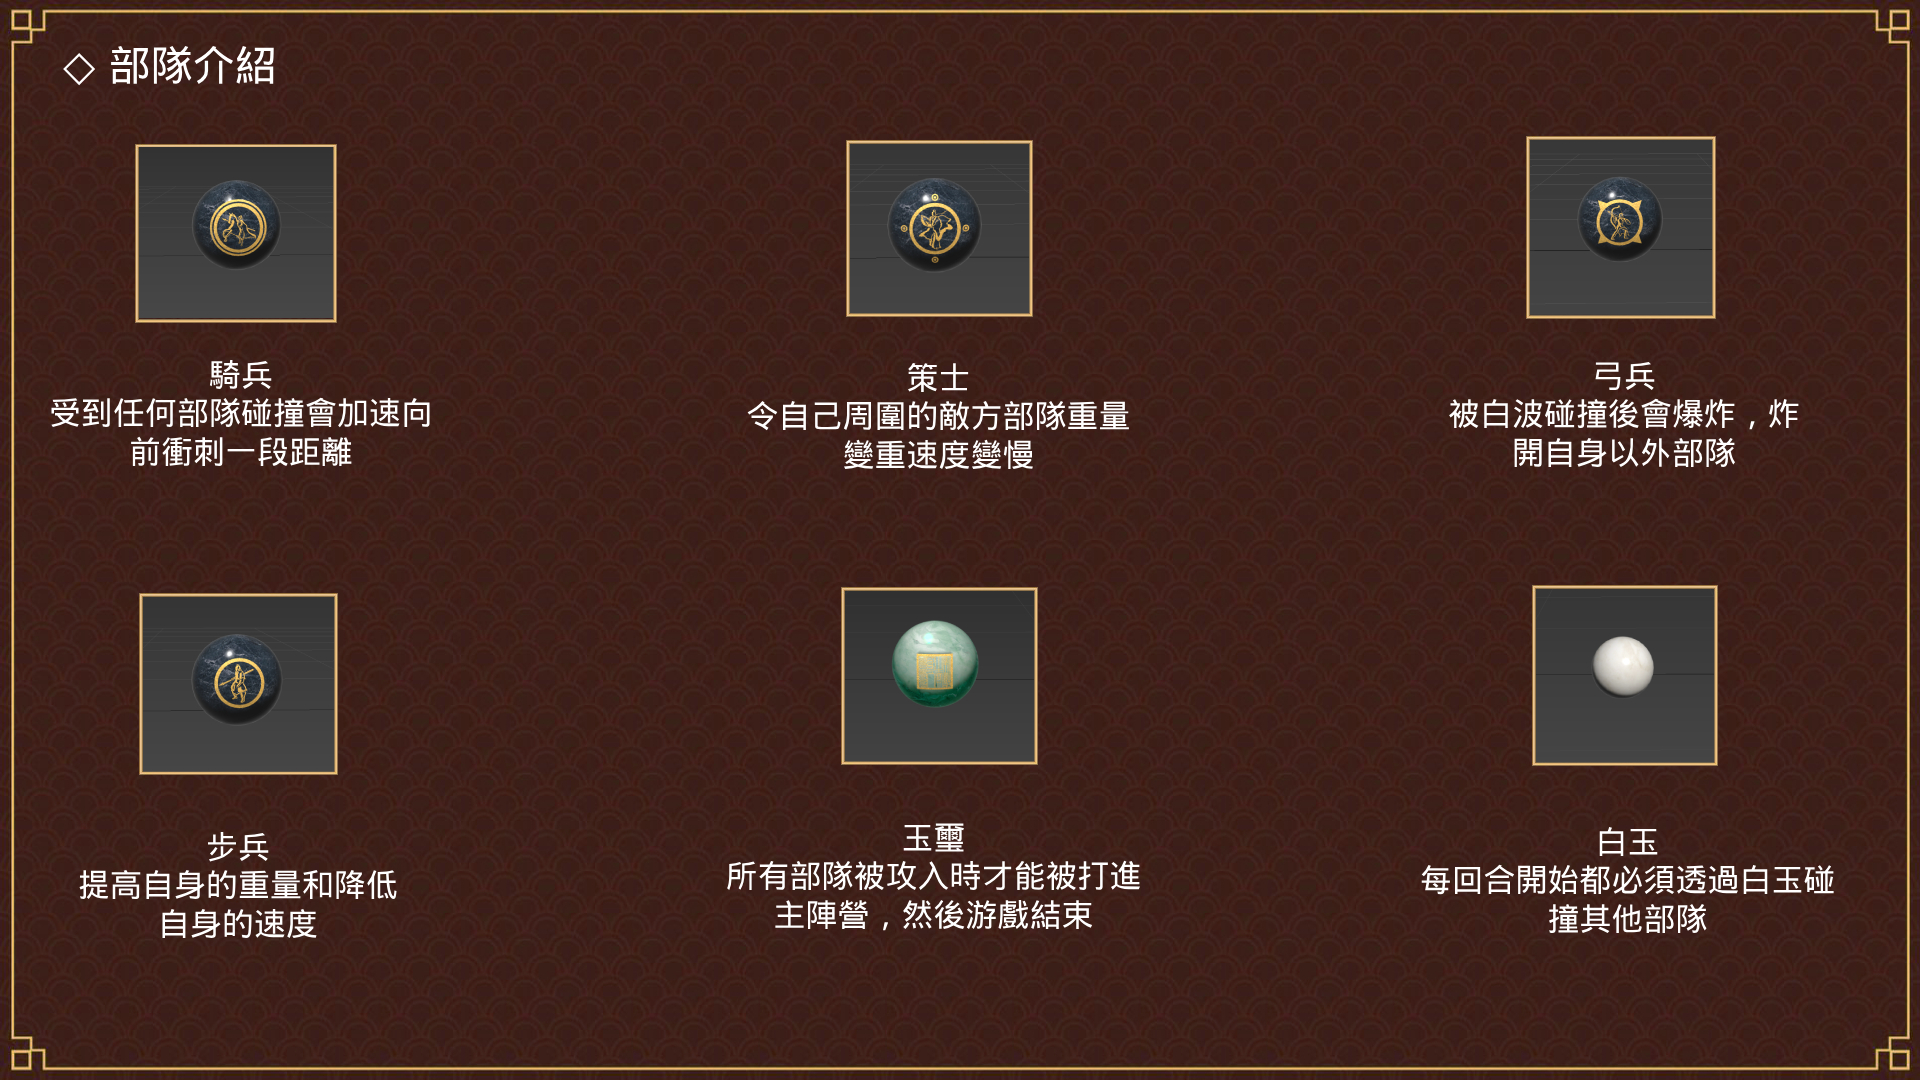 ◇ 部隊介紹
騎兵
受到任何部隊碰撞會加速向
前衝刺一段距離
策士
令自己周圍的敵方部隊重量
變重速度變慢
弓兵
被白波碰撞後會爆炸，炸
開自身以外部隊
步兵
提高自身的重量和降低
自身的速度
玉璽
所有部隊被攻入時才能被打進
主陣營，然後游戲結束
白玉
每回合開始都必須透過白玉碰
撞其他部隊